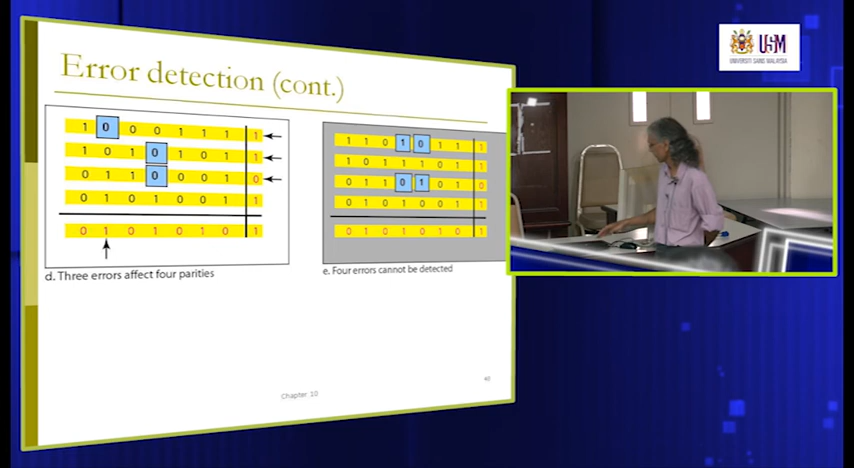 Error detection (cont.)
1 0 0 0 1 1 1 1
1 0 1 0 1 0 1 1
0 1 1 0 0 0 1 0
0 1 0 1 0 0 1 1
0 1 0 1 0 1 0 1
d. Three errors affect four parities
1 1 0 1 0 1 1 1
1 0 1 1 1 0 1 1
0 1 1 0 1 0 1 0
0 1 0 1 0 0 1 1
0 1 0 1 0 1 0 1
e. Four errors cannot be detected
Chapter 10
USM
UNIVERSITI SAINS MALAYSIA